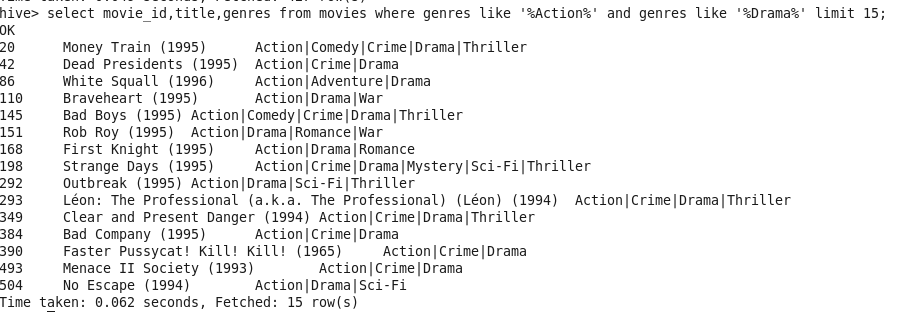 hive> select movie_id,title,genres from movies where genres like '%Action%' and genres like '%Drama%' limit 15;
OK
20 Money Train (1995) Action|Comedy|Crime|Drama|Thriller
42 Dead Presidents (1995) Action|Crime|Drama
86 White Squall (1996) Action|Adventure|Drama
110 Braveheart (1995) Action|Drama|War
145 Bad Boys (1995) Action|Comedy|Crime|Drama|Thriller
151 Rob Roy (1995) Action|Drama|Romance|War
168 First Knight (1995) Action|Drama|Romance
198 Strange Days (1995) Action|Crime|Drama|Mystery|Sci-Fi|Thriller
292 Outbreak (1995) Action|Drama|Sci-Fi|Thriller
293 Léon: The Professional (a.k.a. The Professional) (Léon) (1994) Action|Crime|Drama|Thriller
349 Clear and Present Danger (1994) Action|Crime|Drama|Thriller
384 Bad Company (1995) Action|Crime|Drama
390 Faster Pussycat! Kill! Kill! (1965) Action|Crime|Drama
493 Menace II Society (1993) Action|Crime|Drama
504 No Escape (1994) Action|Drama|Sci-Fi
Time taken: 0.062 seconds, Fetched: 15 row(s)